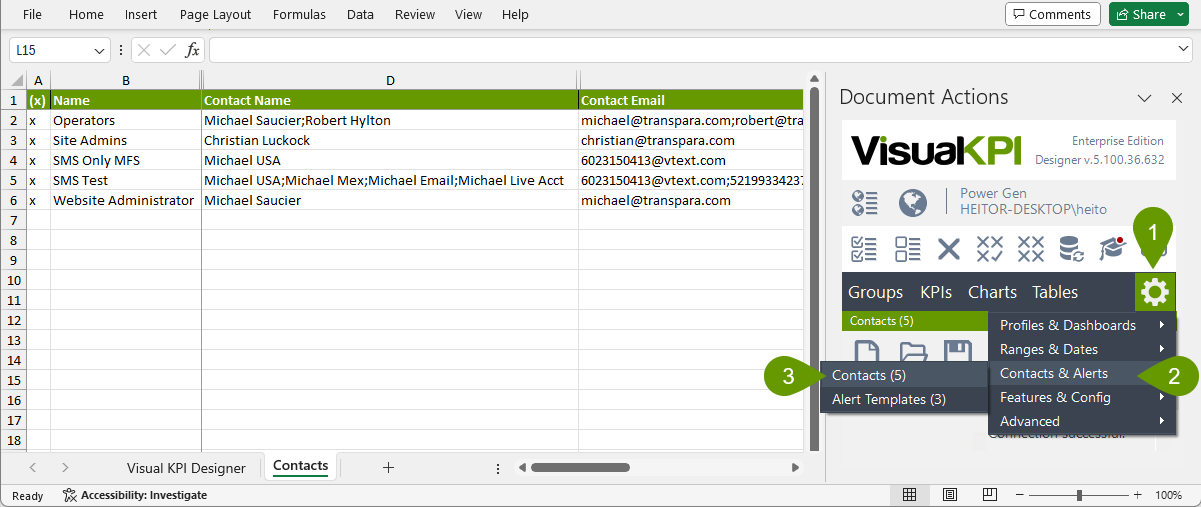 File Home Insert Page Layout Formulas Data Review View Help Comments Share
L15 fx
A B D
1 (x) Name Contact Name Contact Email
2 x Operators Michael Saucier;Robert Hylton michael@transpara.com;robert@tra
3 x Site Admins Christian Luckock christian@transpara.com
4 x SMS Only MFS Michael USA 6023150413@vtext.com
5 x SMS Test Michael USA;Michael Mex;Michael Email;Michael Live Acct 6023150413@vtext.com;52199334237
6 x Website Administrator Michael Saucier michael@transpara.com
7
8
9
10
11
12
13
14
15
16
17
18
Visual KPI Designer Contacts
Ready Accessibility: Investigate 100%
Document Actions
VisualKPI
Enterprise Edition
Designer v.5.100.36.632
Power Gen
HEITOR-DESKTOP\heito
1
Groups KPIs Charts Tables
Contacts (5)
Profiles & Dashboards
Ranges & Dates
Contacts & Alerts
2
Features & Config
Advanced
3
Contacts (5)
Alert Templates (3)
Connection successful.